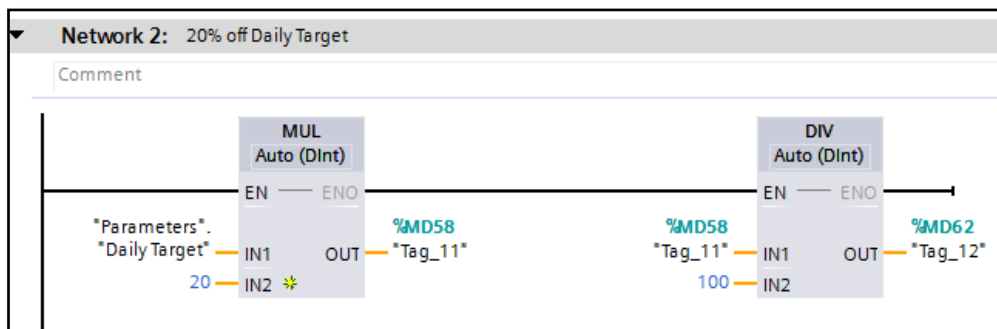 Network 2: 20% off Daily Target
Comment
MUL
Auto (DInt)
EN ENO
"Parameters".
"Daily Target" IN1
20 IN2
OUT
%MD58
"Tag_11"
DIV
Auto (DInt)
EN ENO
%MD58
"Tag_11" IN1
100 IN2
OUT
%MD62
"Tag_12"